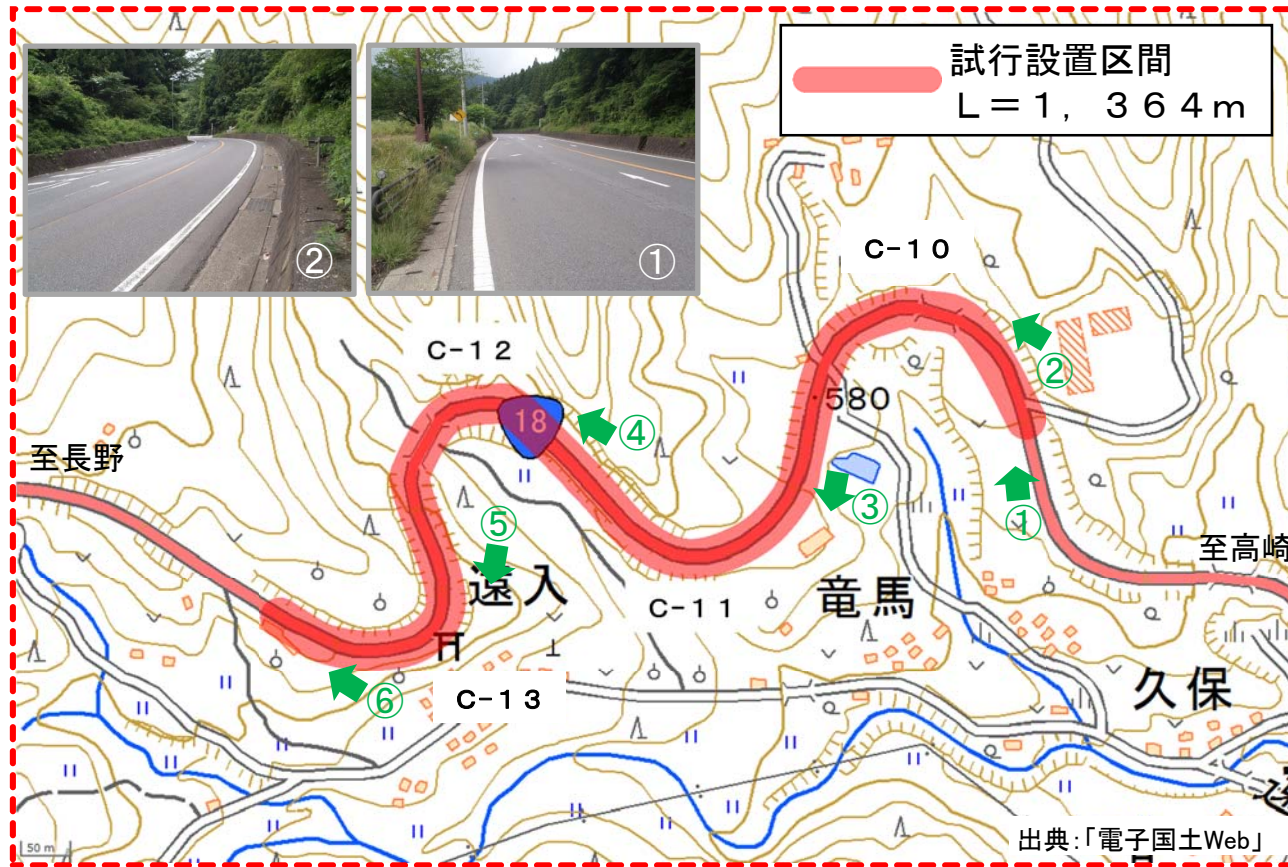 試行設置区間
Ｌ＝１，３６４ｍ
②
①
C-10
C-12
②
18
④
580
至長野
③
⑤
①
至高崎
遠入
竜馬
C-11
久保
⑥
C-13
50 m
出典：「電子国土Web」